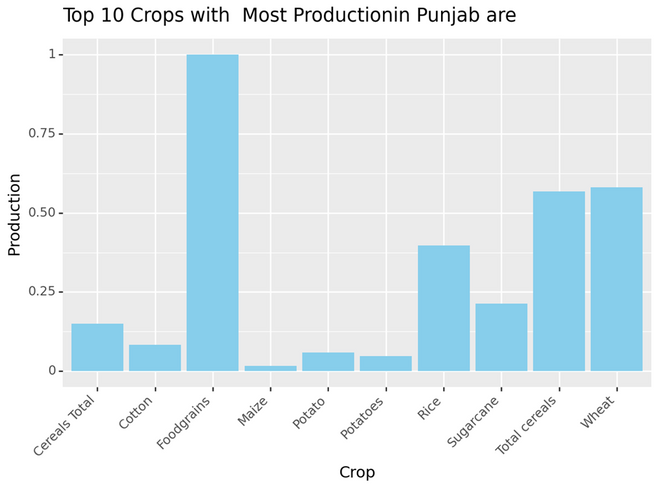 Top 10 Crops with  Most Productionin Punjab are
Production
1
0.75
0.50
0.25
0
Cereals Total
Cotton
Foodgrains
Maize
Potato
Potatoes
Rice
Sugarcane
Total cereals
Wheat
Crop